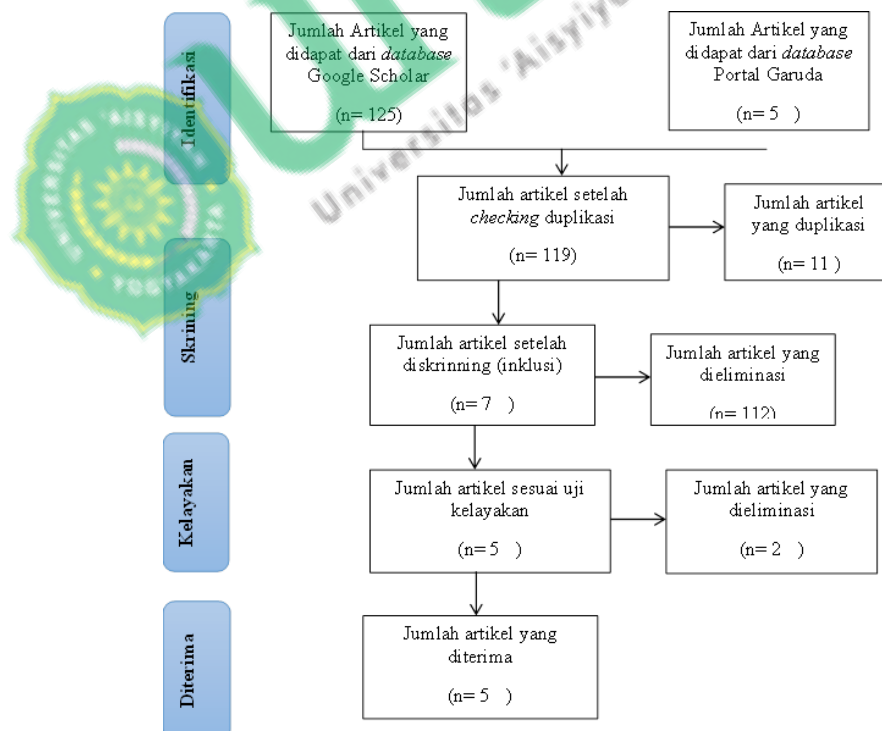 Identifikasi
Jumlah Artikel yang
didapat dari database
Google Scholar
(n= 125)
Jumlah Artikel yang
didapat dari database
Portal Garuda
(n= 5 )
Universitas 'Aisyiya
UNIVERSITAS 'AISYIYAH
YOGYAKARTA
Jumlah artikel setelah
checking duplikasi
(n= 119)
Jumlah artikel
yang duplikasi
(n= 11 )
Skrining
Jumlah artikel setelah
diskrinning (inklusi)
(n= 7 )
Jumlah artikel yang
dieliminasi
(n= 112)
Kelayakan
Jumlah artikel sesuai uji
kelayakan
(n= 5 )
Jumlah artikel yang
dieliminasi
(n= 2 )
Diterima
Jumlah artikel yang
diterima
(n= 5 )